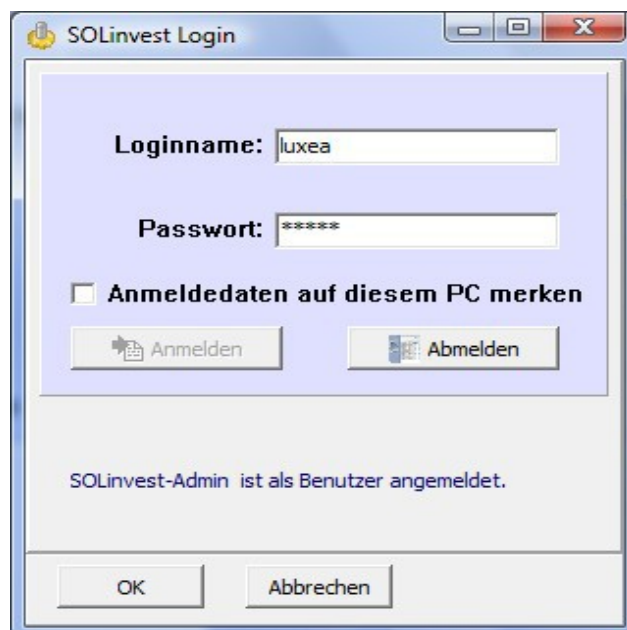 SOLinvest Login
Loginname: luxea
Passwort: *****
Anmeldedaten auf diesem PC merken
Anmelden Abmelden
SOLinvest-Admin ist als Benutzer angemeldet.
OK Abbrechen